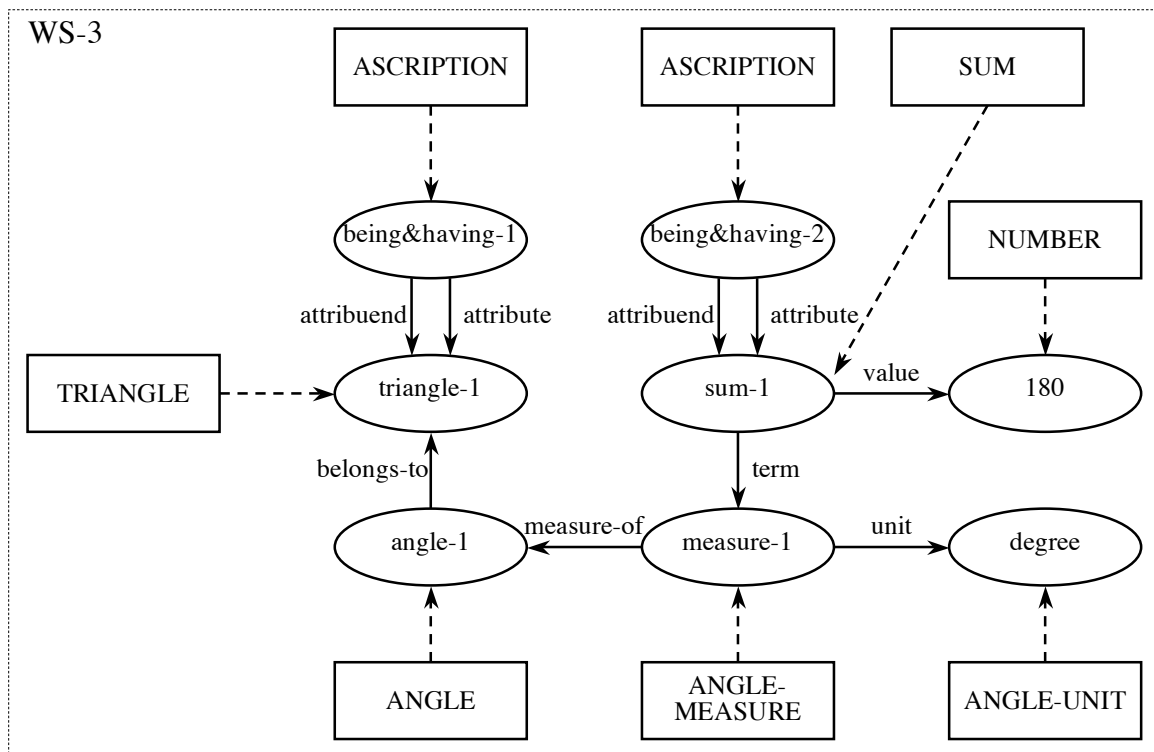 WS-3
ASCRIPTION
ASCRIPTION
SUM
being&having-1
being&having-2
NUMBER
attribuend
attribute
attribuend
attribute
TRIANGLE
triangle-1
sum-1
value
180
belongs-to
term
angle-1
measure-of
measure-1
unit
degree
ANGLE
ANGLE-
MEASURE
ANGLE-UNIT